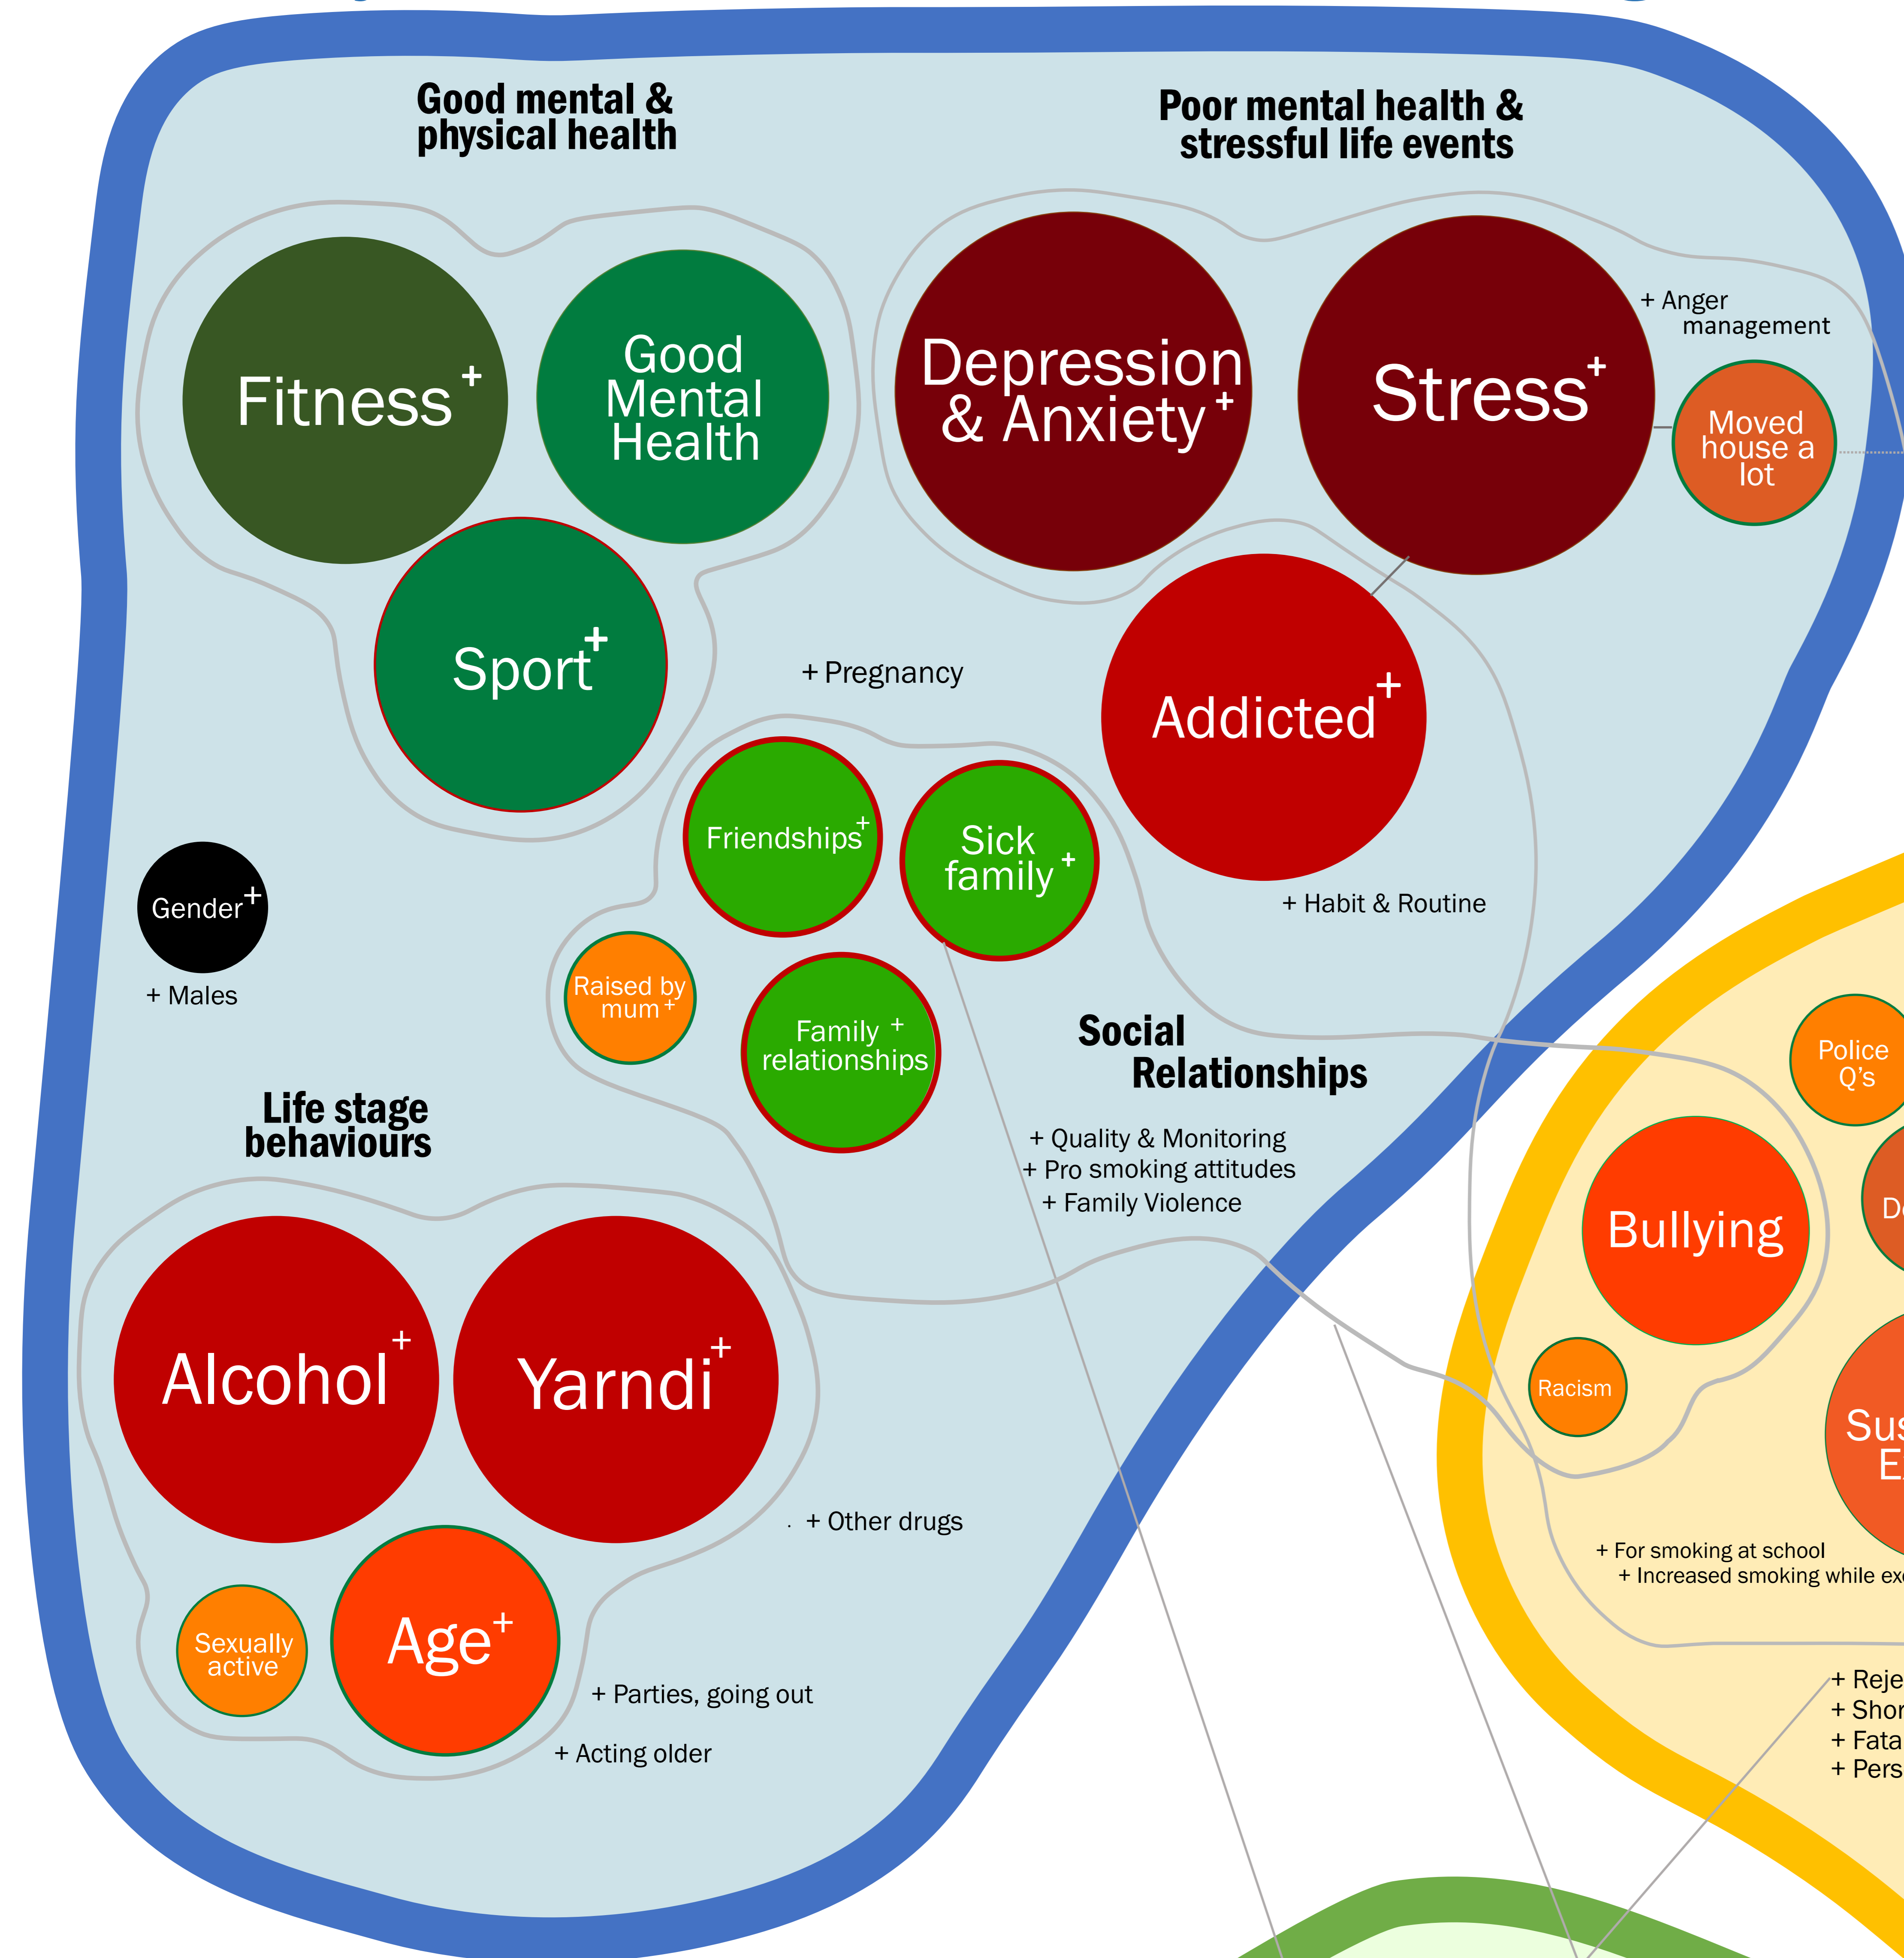 Good mental &
physical health
Poor mental health &
stressful life events
Fitness +
Good
Mental
Health
Sport +
Depression
& Anxiety +
Stress +
+ Anger
management
Moved
house a
lot
Addicted +
+ Habit & Routine
+ Pregnancy
Friendships +
Sick
family +
Raised by
mum +
Family +
relationships
Gender +
+ Males
Social
Relationships
+ Quality & Monitoring
+ Pro smoking attitudes
+ Family Violence
Life stage
behaviours
Alcohol +
Yarndi +
+ Other drugs
Sexually
active
Age +
+ Parties, going out
+ Acting older
Police
Q's
Bullying
Racism
+ For smoking at school
+ Increased smoking while